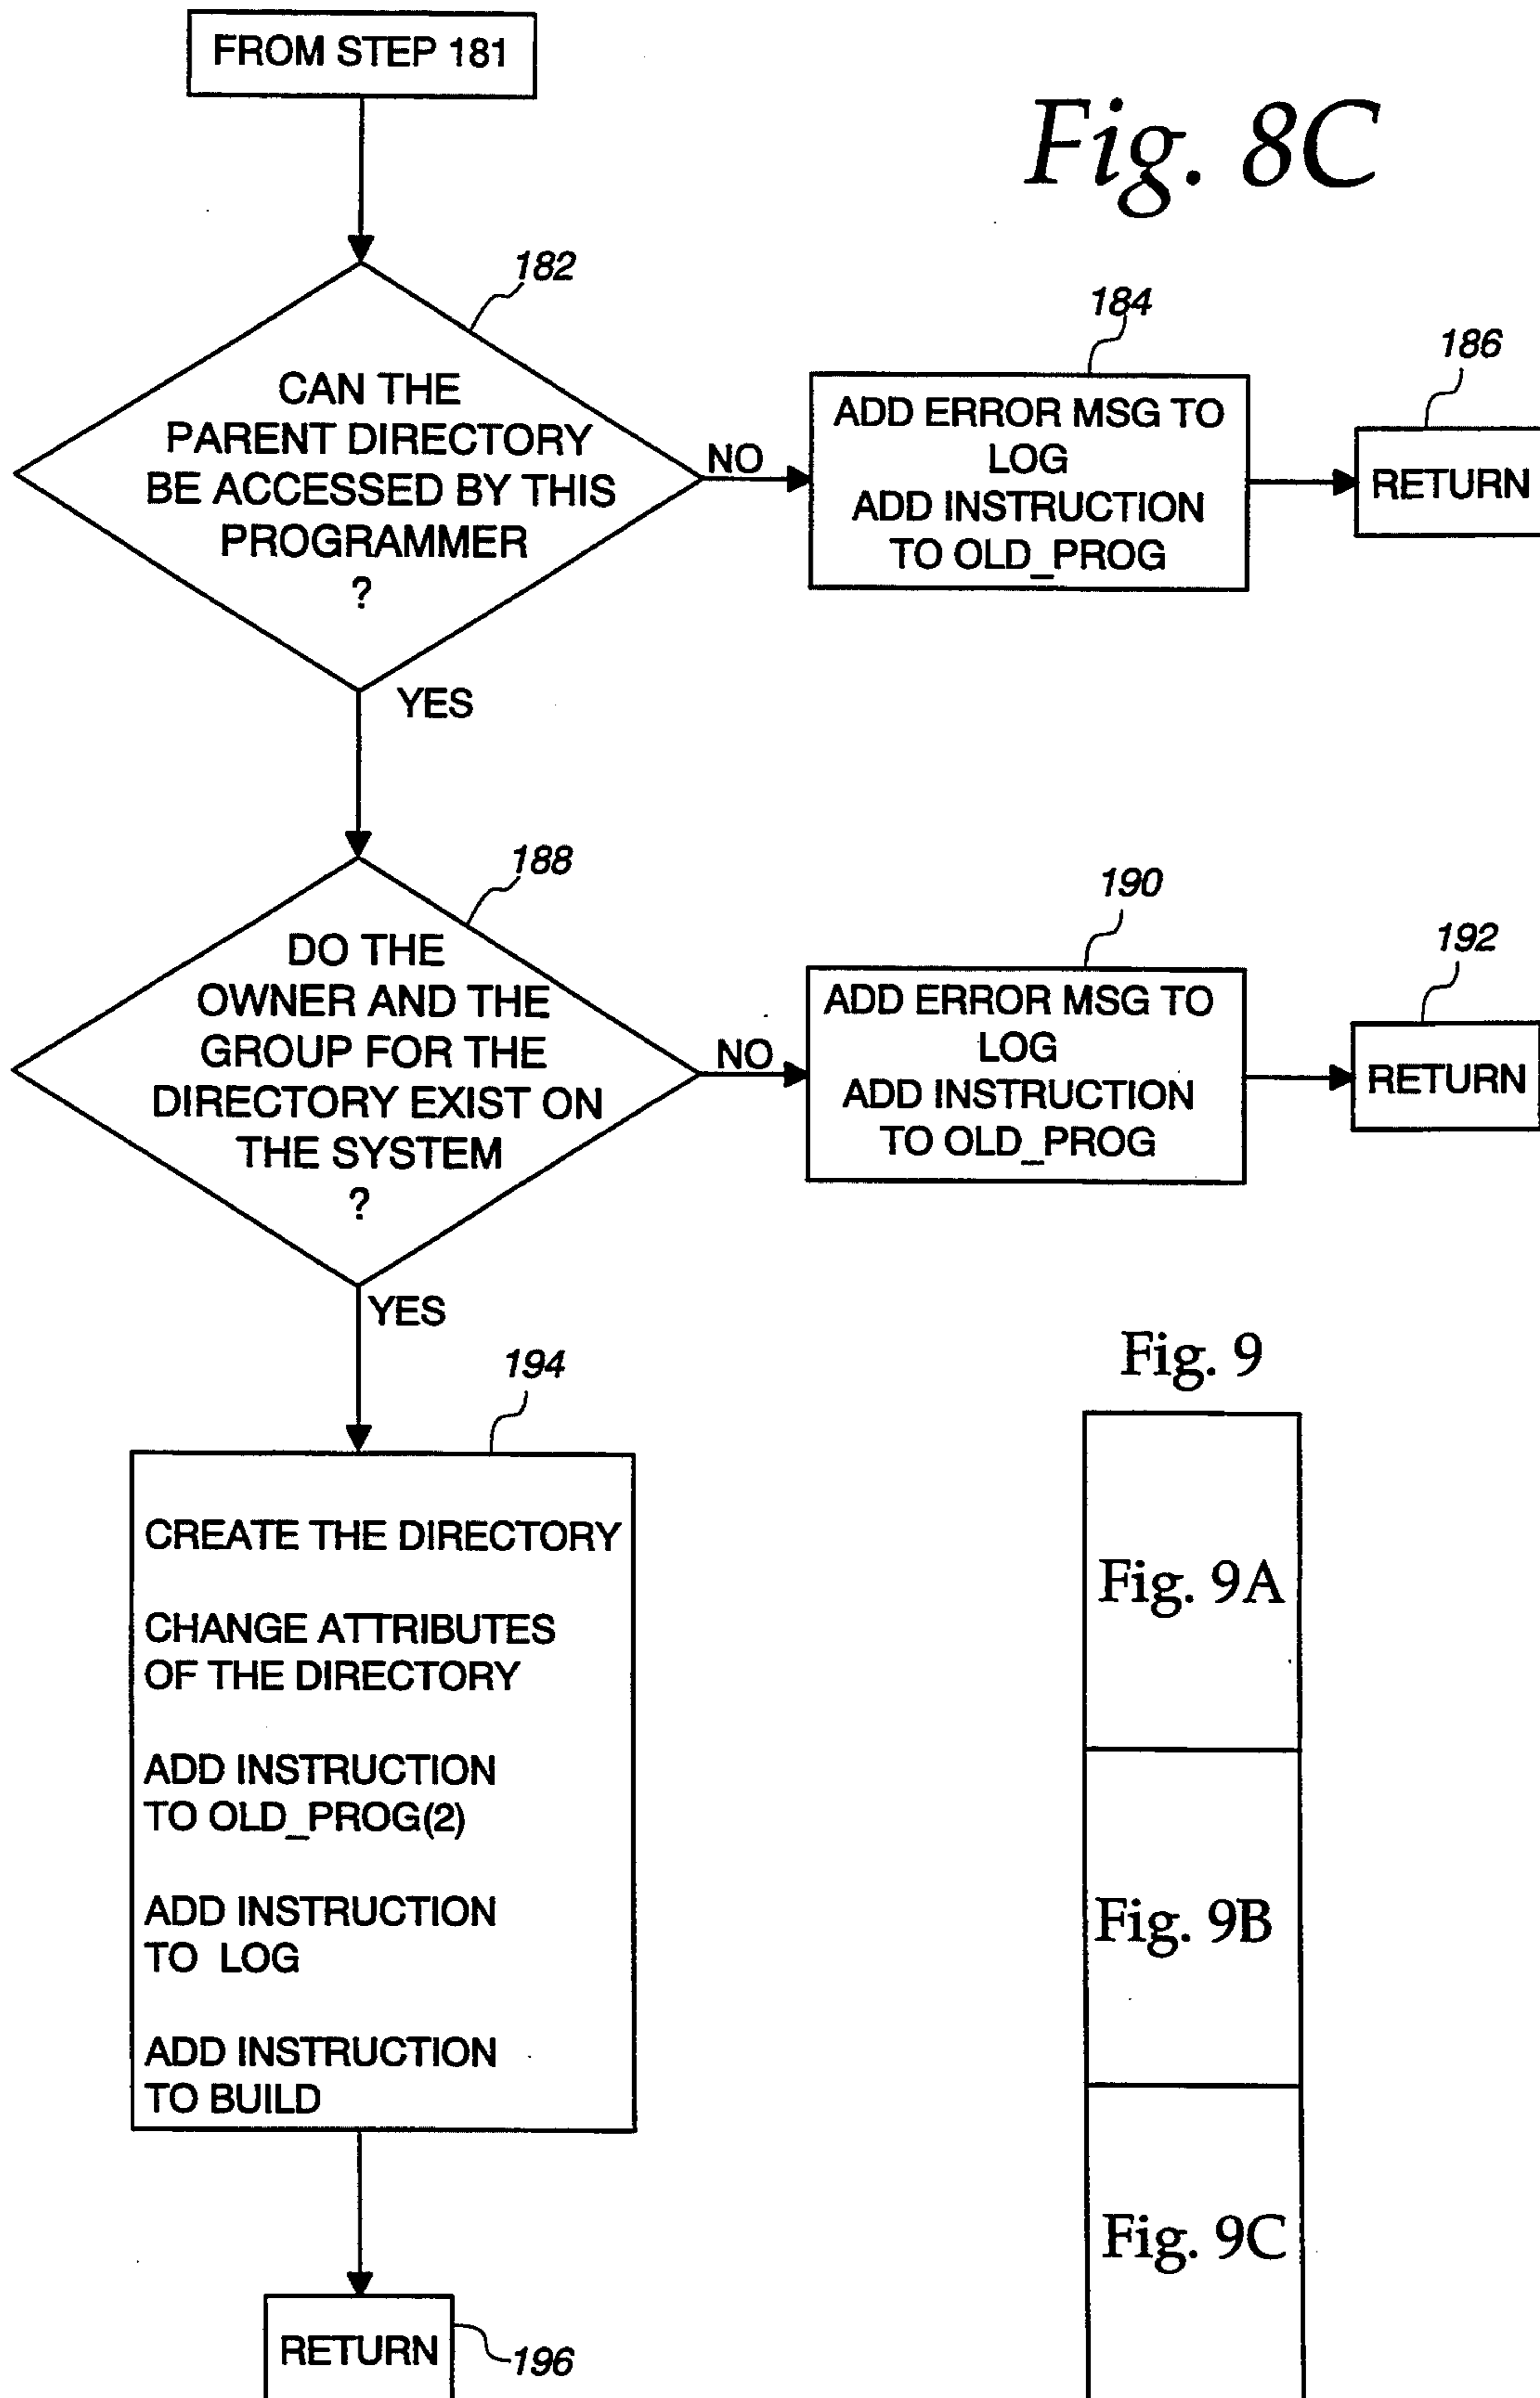 FROM STEP 181
Fig. 8C
182
CAN THE
PARENT DIRECTORY
BE ACCESSED BY THIS
PROGRAMMER
?
NO
184
ADD ERROR MSG TO
LOG
ADD INSTRUCTION
TO OLD_PROG
186
RETURN
YES
188
DO THE
OWNER AND THE
GROUP FOR THE
DIRECTORY EXIST ON
THE SYSTEM
?
NO
190
ADD ERROR MSG TO
LOG
ADD INSTRUCTION
TO OLD_PROG
192
RETURN
YES
194
CREATE THE DIRECTORY
CHANGE ATTRIBUTES
OF THE DIRECTORY
ADD INSTRUCTION
TO OLD_PROG(2)
ADD INSTRUCTION
TO LOG
ADD INSTRUCTION
TO BUILD
RETURN
196
Fig. 9
Fig. 9A
Fig. 9B
Fig. 9C